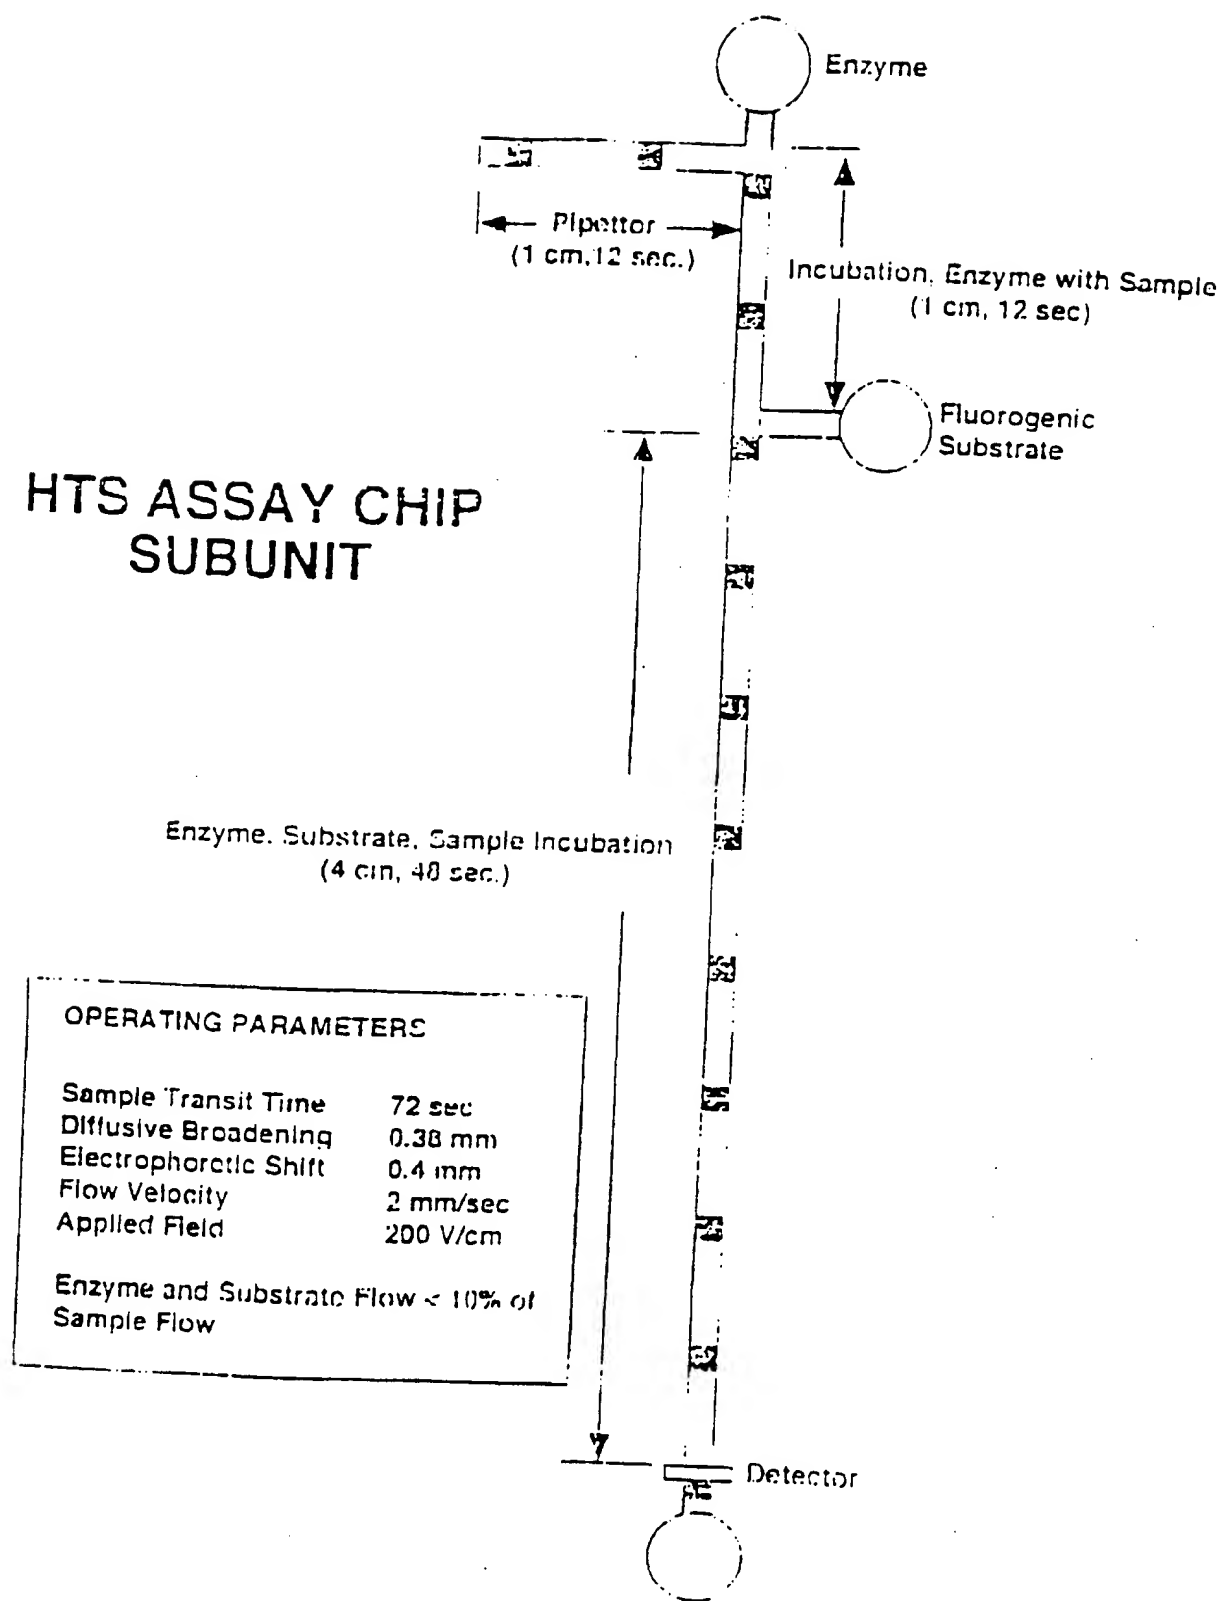 Enzyme
Pipettor
(1 cm, 12 sec.)
Incubation, Enzyme with Sample
(1 cm, 12 sec)
Fluorogenic
Substrate
HTS ASSAY CHIP
SUBUNIT
Enzyme, Substrate, Sample Incubation
(4 cm, 48 sec.)
OPERATING PARAMETERS
Sample Transit Time 72 sec
Diffusive Broadening 0.38 mm
Electrophoretic Shift 0.4 mm
Flow Velocity 2 mm/sec
Applied Field 200 V/cm
Enzyme and Substrate Flow < 10% of
Sample Flow
Detector